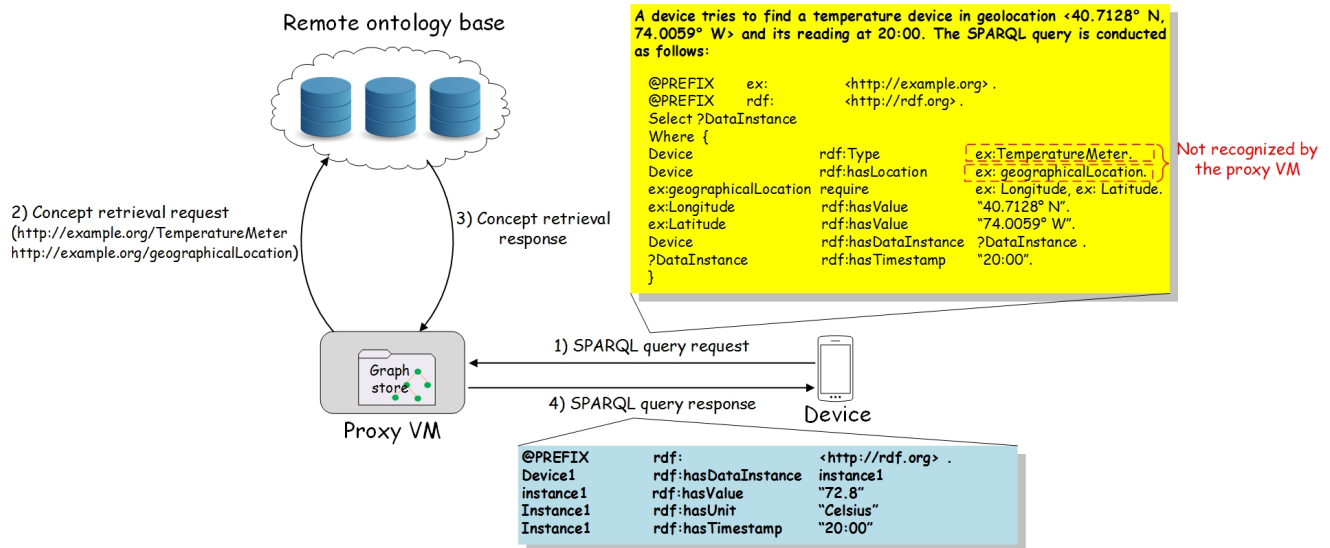 Remote ontology base
A device tries to find a temperature device in geolocation <40.7128° N,
74.0059° W> and its reading at 20:00. The SPARQL query is conducted
as follows:
@PREFIX ex: <http://example.org> .
@PREFIX rdf: <http://rdf.org> .
Select ?DataInstance
Where {
Device rdf:Type ex:TemperatureMeter.
Device rdf:hasLocation ex: geographicalLocation.
ex:geographicalLocation require ex: Longitude, ex: Latitude.
ex:Longitude rdf:hasValue “40.7128° N”.
ex:Latitude rdf:hasValue “74.0059° W”.
Device rdf:hasDataInstance ?DataInstance .
?DataInstance rdf:hasTimestamp “20:00”.
}
Not recognized by
the proxy VM
2) Concept retrieval request
(http://example.org/TemperatureMeter
http://example.org/geographicalLocation)
3) Concept retrieval
response
1) SPARQL query request
Graph
store
4) SPARQL query response
Proxy VM
Device
@PREFIX rdf: <http://rdf.org> .
Device1 rdf:hasDataInstance instance1
instance1 rdf:hasValue “72.8”
Instance1 rdf:hasUnit “Celsius”
Instance1 rdf:hasTimestamp “20:00”